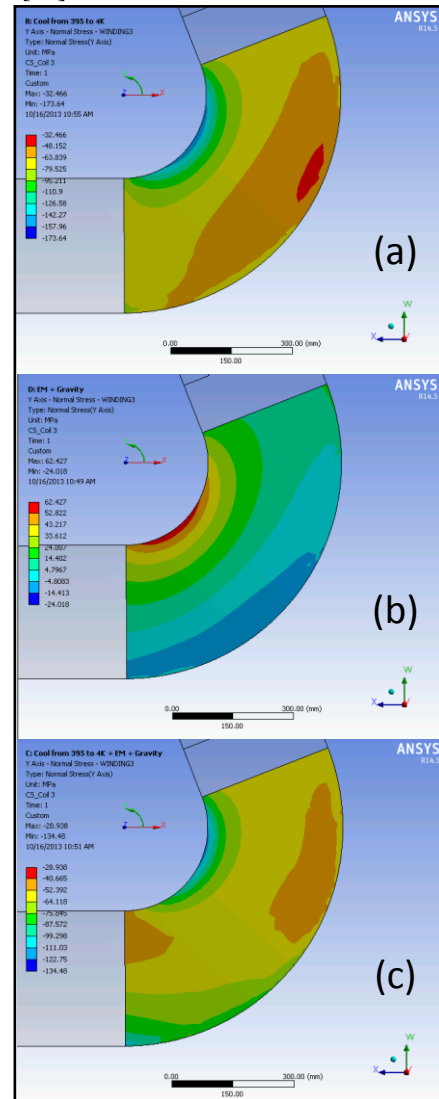 B: Cool from 395 to 4K
Y Axis - Normal Stress - WINDING3
Type: Normal Stress(Y Axis)
Unit: MPa
CS_Coil 3
Time: 1
Custom
Max: -32.466
Min: -173.64
10/16/2013 10:55 AM
ANSYS
R14.5
Z
X
-32.466
-48.152
-63.839
-79.525
-95.211
-110.9
-126.58
-142.27
-157.96
-173.64
(a)
0.00
300.00 (mm)
150.00
W
X
Y
D: EM + Gravity
Y Axis - Normal Stress - WINDING3
Type: Normal Stress(Y Axis)
Unit: MPa
CS_Coil 3
Time: 1
Custom
Max: 62.427
Min: -24.018
10/16/2013 10:49 AM
ANSYS
R14.5
Z
X
62.427
52.822
43.217
33.612
24.007
14.402
4.7967
-4.8083
-14.413
-24.018
(b)
0.00
300.00 (mm)
150.00
W
X
Y
C: Cool from 395 to 4K + EM + Gravity
Y Axis - Normal Stress - WINDING3
Type: Normal Stress(Y Axis)
Unit: MPa
CS_Coil 3
Time: 1
Custom
Max: -28.938
Min: -134.48
10/16/2013 10:51 AM
ANSYS
R14.5
Z
X
-28.938
-40.665
-52.392
-64.118
-75.845
-87.572
-99.298
-111.03
-122.75
-134.48
(c)
0.00
300.00 (mm)
150.00
W
X
Y